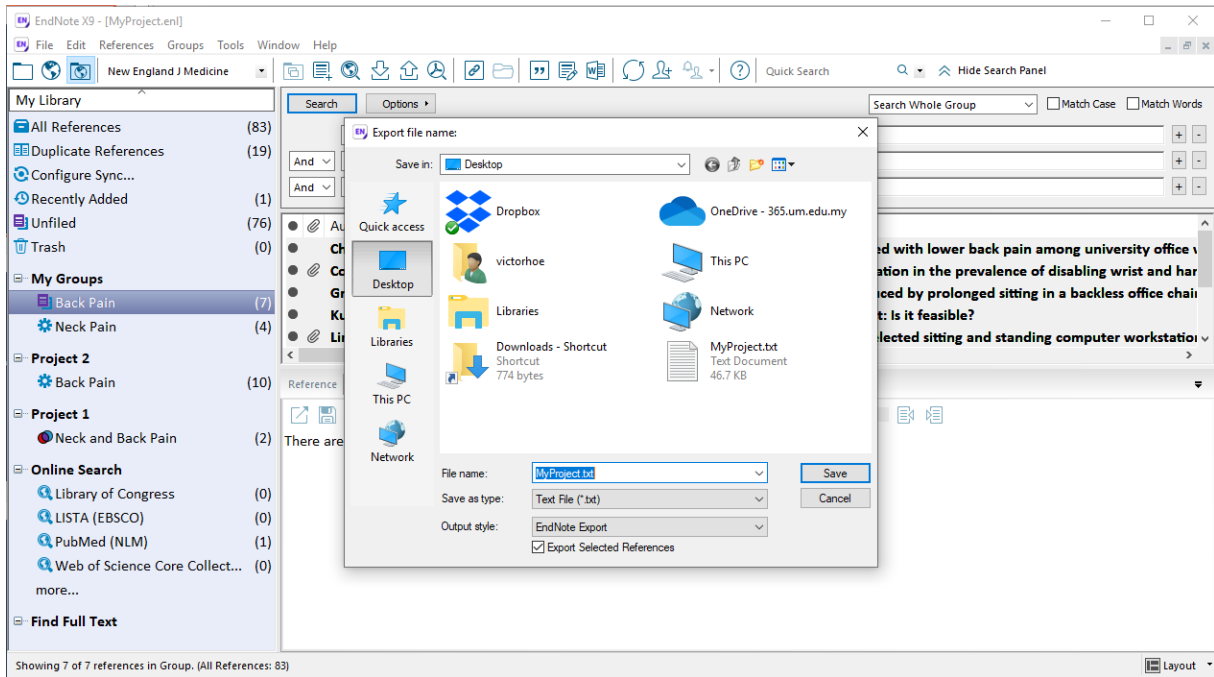 EndNote X9 - [MyProject.enl]
File Edit References Groups Tools Window Help
New England J Medicine
Quick Search
Hide Search Panel
My Library
Search
Options
Search Whole Group
Match Case
Match Words
All References (83)
Duplicate References (19)
Configure Sync...
Recently Added (1)
Unfiled (76)
Trash (0)
My Groups
Back Pain (7)
Neck Pain (4)
Project 2
Back Pain (10)
Project 1
Neck and Back Pain (2)
Online Search
Library of Congress (0)
LISTA (EBSCO) (0)
PubMed (NLM) (1)
Web of Science Core Collect... (0)
more...
Find Full Text
And
And
Au
Ch
ed with lower back pain among university office
Co
ation in the prevalence of disabling wrist and har
Gr
uced by prolonged sitting in a backless office chair
Ku
t: Is it feasible?
Lin
elected sitting and standing computer workstation
Reference
There are
Export file name:
Save in: Desktop
Quick access
Desktop
Libraries
This PC
Network
Dropbox
OneDrive - 365.um.edu.my
victorhoe
This PC
Libraries
Network
Downloads - Shortcut
Shortcut
774 bytes
MyProject.txt
Text Document
46.7 KB
File name: MyProject.txt
Save
Save as type: Text File (*.txt)
Cancel
Output style: EndNote Export
Export Selected References
Showing 7 of 7 references in Group. (All References: 83)
Layout